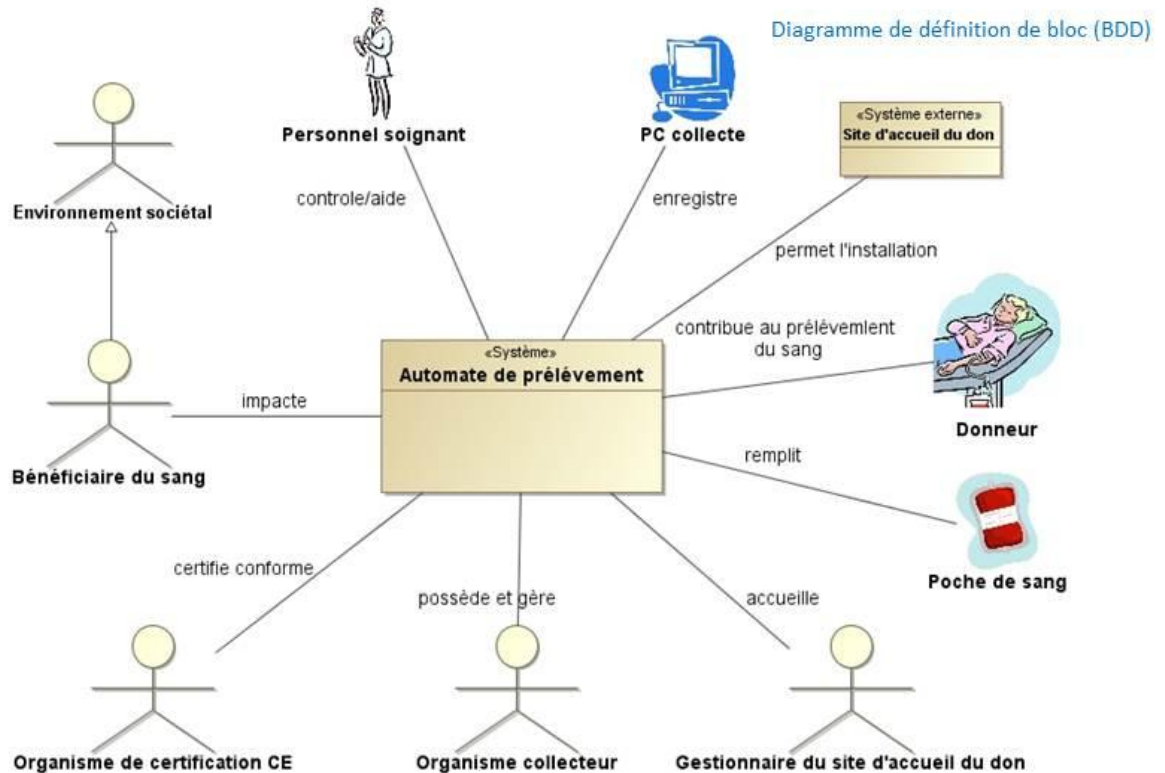 Diagramme de définition de bloc (BDD)
Personnel soignant
PC collecte
«Système externe»
Site d'accueil du don
Environnement sociétal
controle/aide
enregistre
permet l'installation
contribue au prélévemlent
du sang
«Système»
Automate de prélévement
impacte
Donneur
Bénéficiaire du sang
remplit
Poche de sang
certifie conforme
possède et gère
accueille
Organisme de certification CE
Organisme collecteur
Gestionnaire du site d'accueil du don